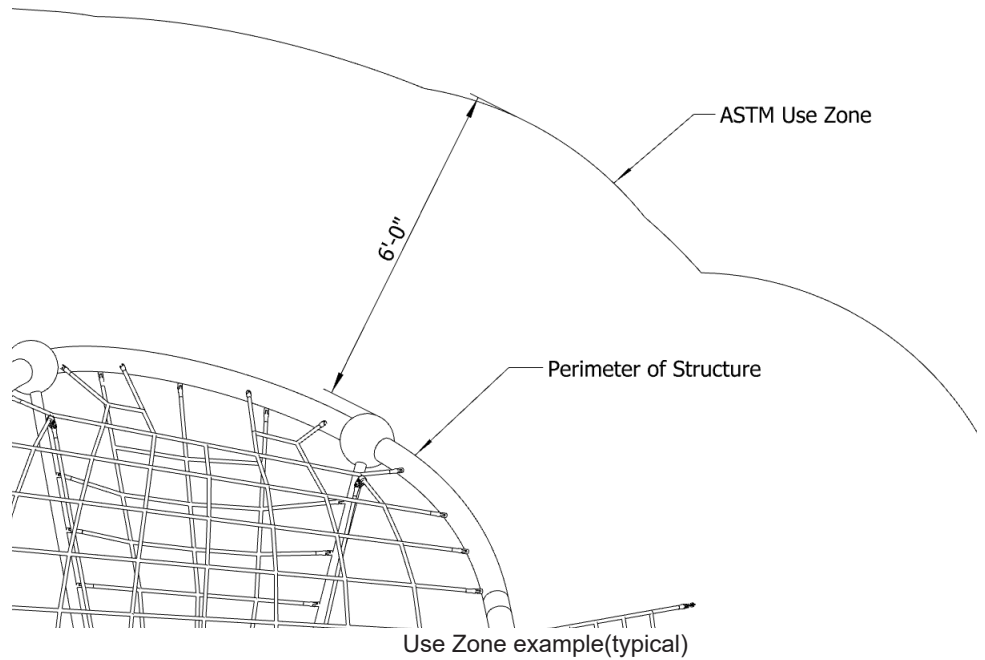 ASTM Use Zone
6'-0"
Perimeter of Structure
Use Zone example(typical)